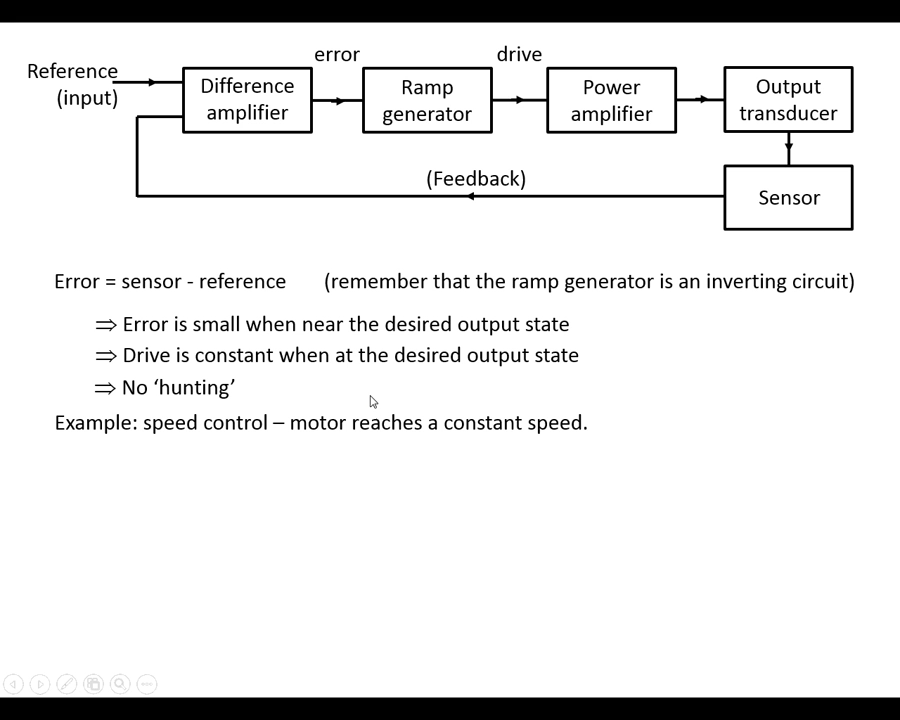 error
drive
Reference
(input)
Difference
amplifier
Ramp
generator
Power
amplifier
Output
transducer
(Feedback)
Sensor
Error = sensor - reference (remember that the ramp generator is an inverting circuit)
⇒ Error is small when near the desired output state
⇒ Drive is constant when at the desired output state
⇒ No ‘hunting’
Example: speed control – motor reaches a constant speed.